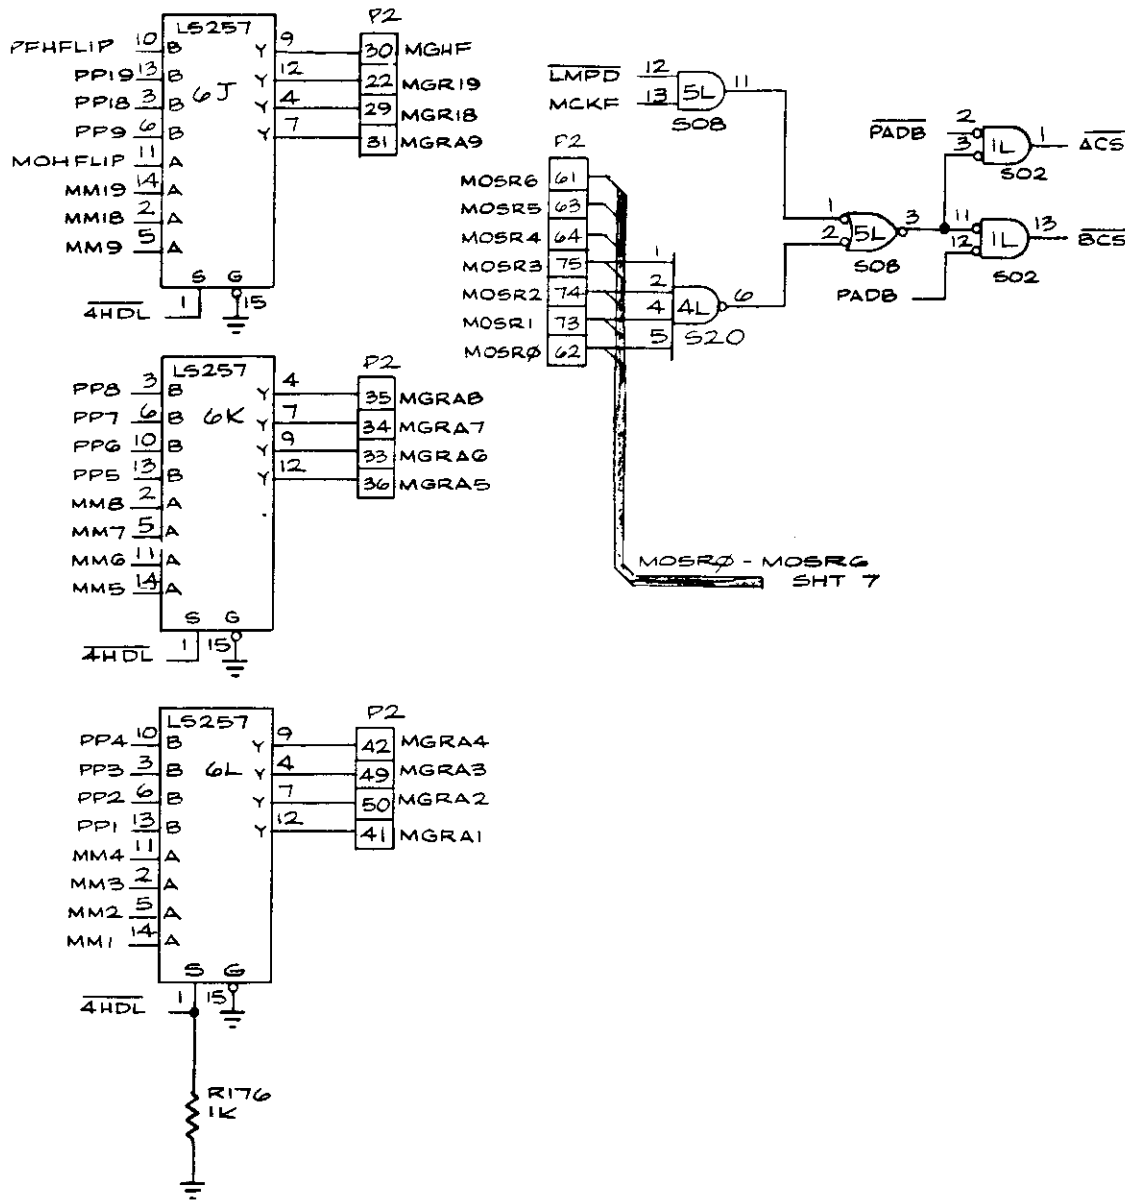 LS257
P2
PFHFLIP 10 B Y 9 30 MGHF
PP19 13 B Y 12 22 MGRI9
PP18 3 B 6J Y 4 29 MGRI8
PP9 6 B Y 7 31 MGRA9
MOHFLIP 11 A
MM19 14 A
MM18 2 A
MM9 5 A
S G
4HDL 1 15
LS257
P2
PP8 3 B Y 4 35 MGRA8
PP7 6 B 6K Y 7 34 MGRA7
PP6 10 B Y 9 33 MGRA6
PP5 13 B Y 12 36 MGRA5
MM8 2 A
MM7 5 A
MM6 11 A
MM5 14 A
S G
4HDL 1 15
LS257
P2
PP4 10 B Y 9 42 MGRA4
PP3 3 B 6L Y 4 49 MGRA3
PP2 6 B Y 7 50 MGRA2
PP1 13 B Y 12 41 MGRA1
MM4 11 A
MM3 2 A
MM2 5 A
MM1 14 A
S G
4HDL 1 15
R176
1K
LMPD 12
MCKF 13
5L 11
S08
P2
MOSR6 61
MOSR5 63
MOSR4 64
MOSR3 75 1
MOSR2 74 2
MOSR1 73 4
MOSRØ 62 5
4L 6
S20
1
2
5L 3
S08
PADB 2
3
1L 1 ACS
S02
11
12
1L 13 BCS
S02
PADB
MOSRØ - MOSR6
SHT 7